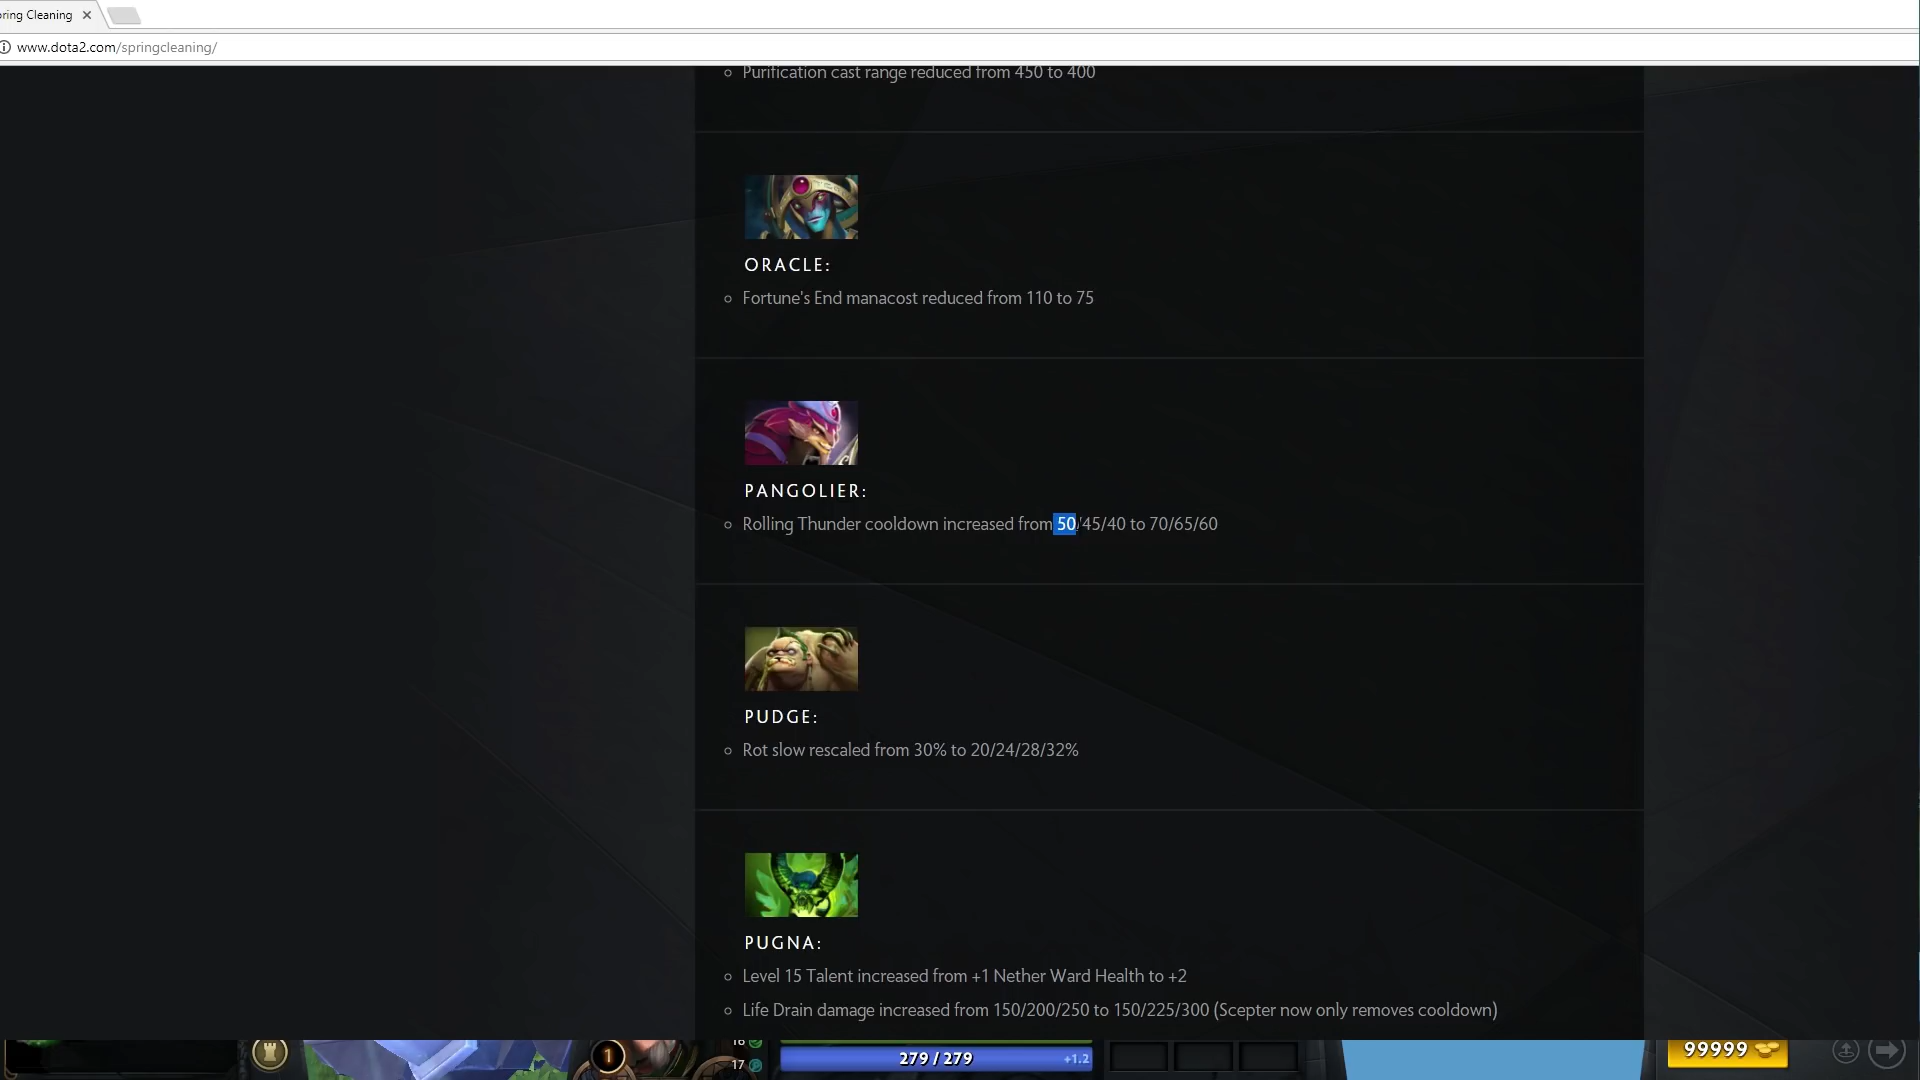 ring Cleaning
www.dota2.com/springcleaning/
Purification cast range reduced from 450 to 400
ORACLE:
Fortune's End manacost reduced from 110 to 75
PANGOLIER:
Rolling Thunder cooldown increased from 50/45/40 to 70/65/60
PUDGE:
Rot slow rescaled from 30% to 20/24/28/32%
PUGNA:
Level 15 Talent increased from +1 Nether Ward Health to +2
Life Drain damage increased from 150/200/250 to 150/225/300 (Scepter now only removes cooldown)
1
17
279 / 279
+1.2
99999